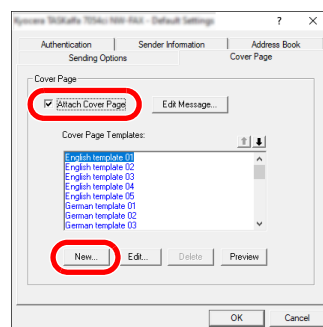 Kyocera TASKalfa 7054ci NW-FAX - Default Settings
?
Authentication
Sender Information
Address Book
Sending Options
Cover Page
Cover Page
Attach Cover Page
Edit Message...
Cover Page Templates:
English template 01
English template 02
English template 03
English template 04
English template 05
German template 01
German template 02
German template 03
New...
Edit...
Delete
Preview
OK
Cancel